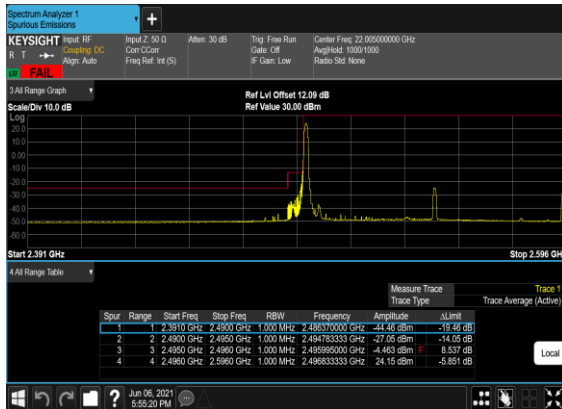 Spectrum Analyzer 1
Spurious Emissions
+
KEYSIGHT Input: RF Input Z: 50 Ω Atten: 30 dB Trig: Free Run Center Freq: 22.005000000 GHz
R T Coupling: DC Corr CCorr Gate: Off Avg|Hold: 1000/1000
Align: Auto Freq Ref: Int (S) IF Gain: Low Radio Std: None
LXI FAIL
3 All Range Graph
Ref Lvl Offset 12.09 dB
Scale/Div 10.0 dB Ref Value 30.00 dBm
Log
20.0
10.0
0.00
-10.0
-20.0
-30.0
-40.0
-50.0
-60.0
Start 2.391 GHz Stop 2.596 GH
4 All Range Table
Measure Trace Trace 1
Trace Type Trace Average (Active)
Spur Range Start Freq Stop Freq RBW Frequency Amplitude ΔLimit
1 1 2.3910 GHz 2.4900 GHz 1.000 MHz 2.486370000 GHz -44.46 dBm -19.46 dB
2 2 2.4900 GHz 2.4950 GHz 1.000 MHz 2.494783333 GHz -27.05 dBm -14.05 dB
3 3 2.4950 GHz 2.4960 GHz 1.000 MHz 2.495995000 GHz -4.463 dBm F 8.537 dB
4 4 2.4960 GHz 2.5960 GHz 1.000 MHz 2.496833333 GHz 24.15 dBm -5.851 dB
Local
? Jun 06, 2021
5:55:20 PM